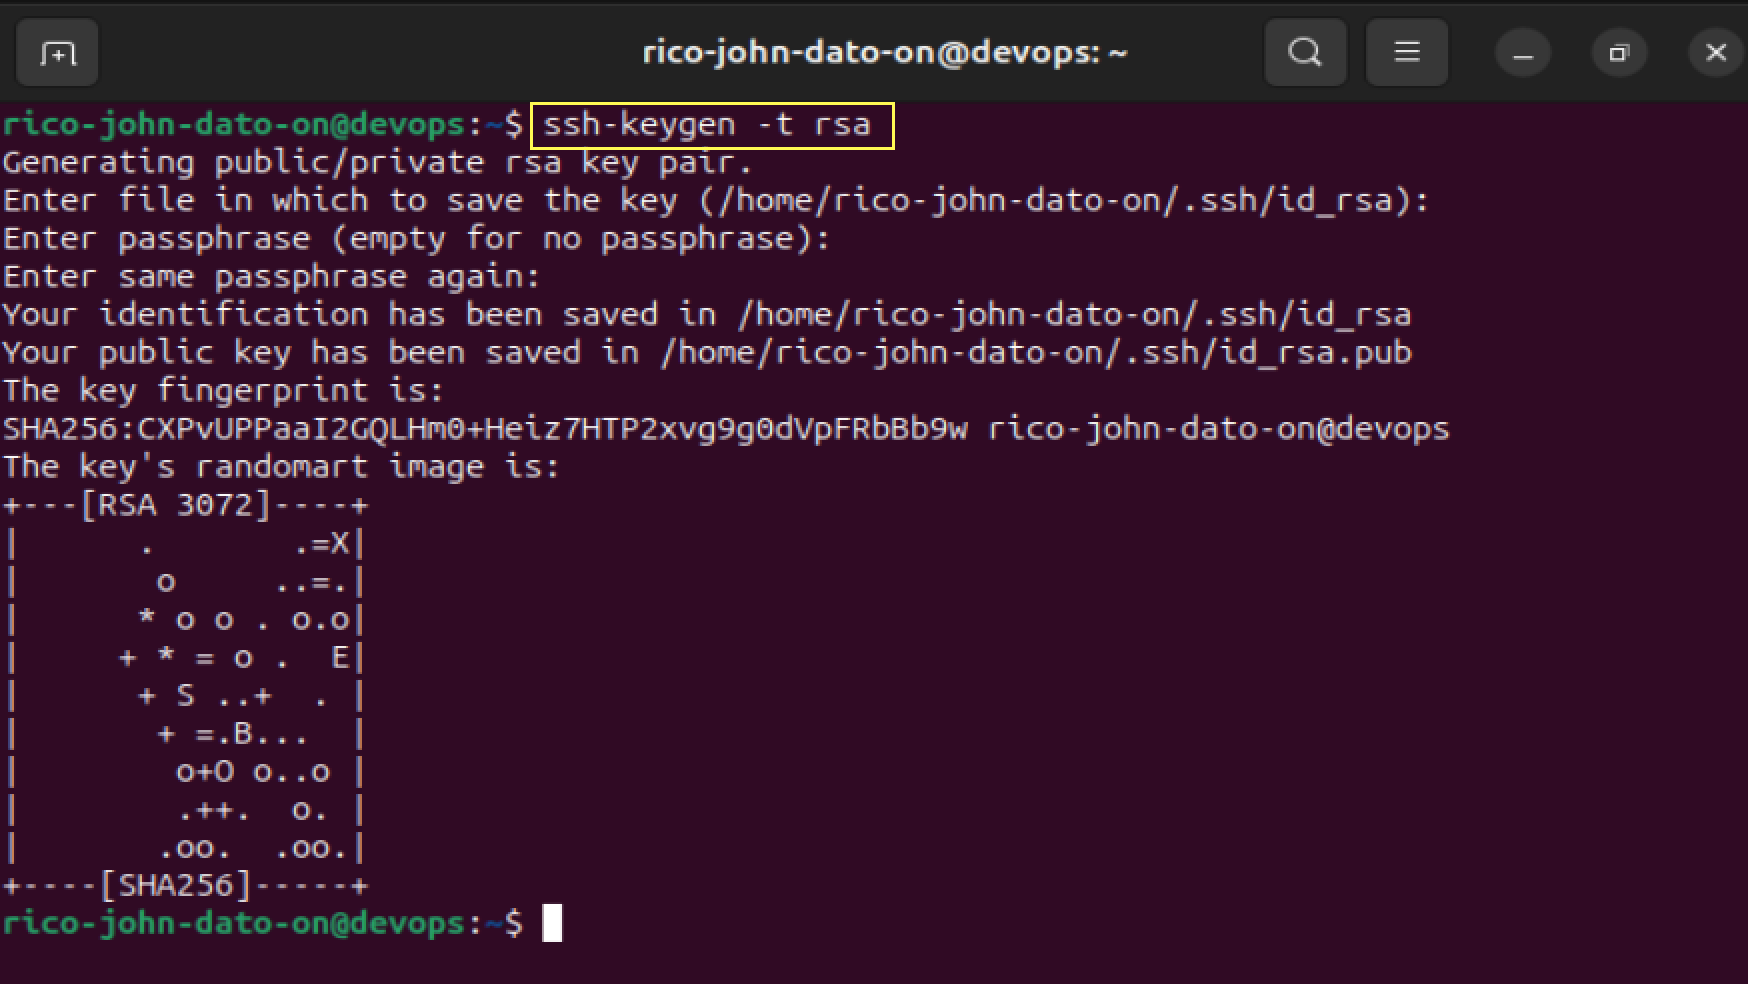 rico-john-dato-on@devops: ~
rico-john-dato-on@devops:~$ ssh-keygen -t rsa
Generating public/private rsa key pair.
Enter file in which to save the key (/home/rico-john-dato-on/.ssh/id_rsa):
Enter passphrase (empty for no passphrase):
Enter same passphrase again:
Your identification has been saved in /home/rico-john-dato-on/.ssh/id_rsa
Your public key has been saved in /home/rico-john-dato-on/.ssh/id_rsa.pub
The key fingerprint is:
SHA256:CXPvUPPaaI2GQLHm0+Heiz7HTP2xvg9g0dVpFRbBb9w rico-john-dato-on@devops
The key's randomart image is:
+---[RSA 3072]----+
|      .       .=X|
|       o     ..=.|
|      * o o . o.o|
|     + * = o .  E|
|      + S ..+  . |
|       + =.B...  |
|        o+O o..o |
|        .++.  o. |
|       .oo.  .oo.|
+----[SHA256]-----+
rico-john-dato-on@devops:~$